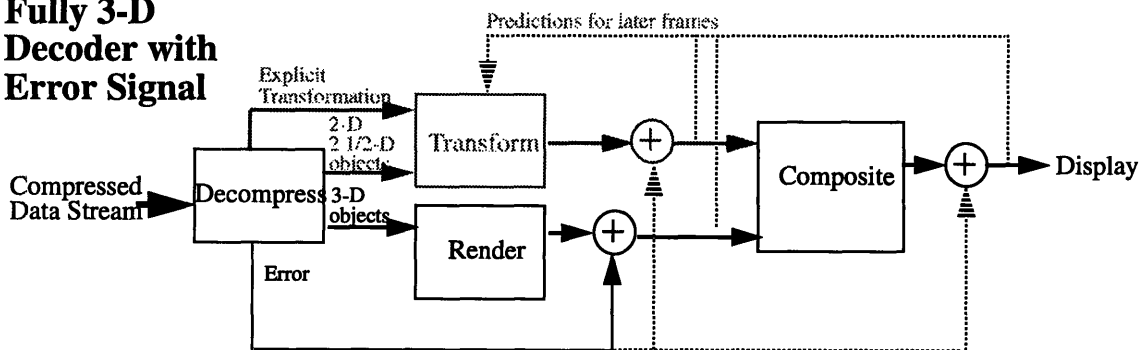 Fully 3-D
Decoder with
Error Signal
Predictions for later frames
Explicit
Transformation
2-D
2 1/2-D
objects
Transform
+
Composite
+
Display
Compressed
Data Stream
Decompress
3-D
objects
Render
+
Error